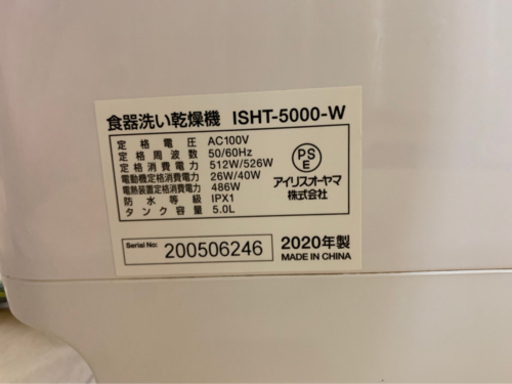 食器洗い乾燥機 ISHT-5000-W
定格電圧 AC100V
定格周波数 50/60Hz
定格消費電力 512W/526W
電動機定格消費電力 26W/40W
電熱装置定格消費電力 486W
防水等級 IPX1
タンク容量 5.0L
PS
E
アイリスオーヤマ
株式会社
Serial No: 200506246
2020年製
MADE IN CHINA